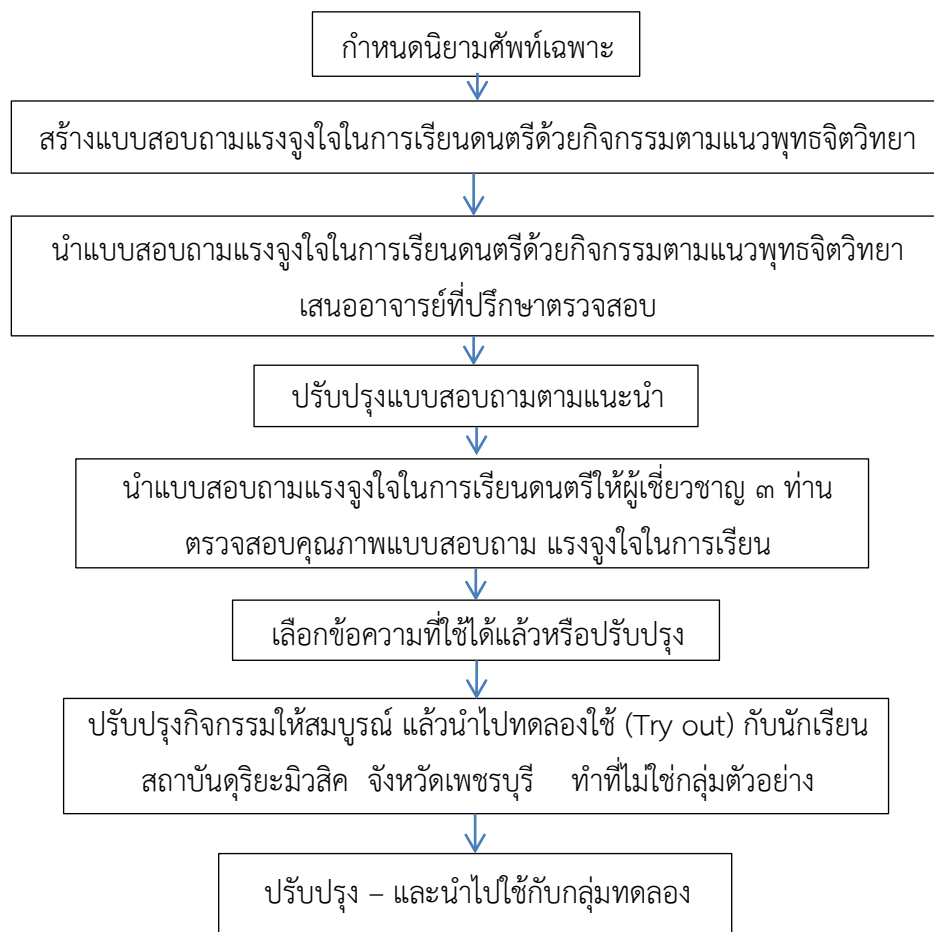 กำหนดนิยามศัพท์เฉพาะ
สร้างแบบสอบถามแรงจูงใจในการเรียนดนตรีด้วยกิจกรรมตามแนวพุทธจิตวิทยา
นำแบบสอบถามแรงจูงใจในการเรียนดนตรีด้วยกิจกรรมตามแนวพุทธจิตวิทยา
เสนออาจารย์ที่ปรึกษาตรวจสอบ
ปรับปรุงแบบสอบถามตามแนะนำ
นำแบบสอบถามแรงจูงใจในการเรียนดนตรีให้ผู้เชี่ยวชาญ ๓ ท่าน
ตรวจสอบคุณภาพแบบสอบถาม แรงจูงใจในการเรียน
เลือกข้อความที่ใช้ได้แล้วหรือปรับปรุง
ปรับปรุงกิจกรรมให้สมบูรณ์ แล้วนำไปทดลองใช้ (Try out) กับนักเรียน
สถาบันดุริยะมิวสิค จังหวัดเพชรบุรี ทำที่ไม่ใช่กลุ่มตัวอย่าง
ปรับปรุง – และนำไปใช้กับกลุ่มทดลอง